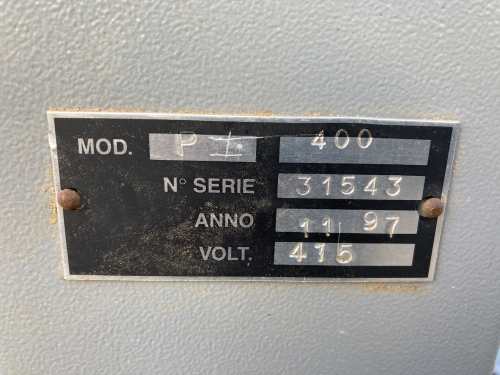 MOD. P I 400
N° SERIE 31543
ANNO 11/97
VOLT. 415